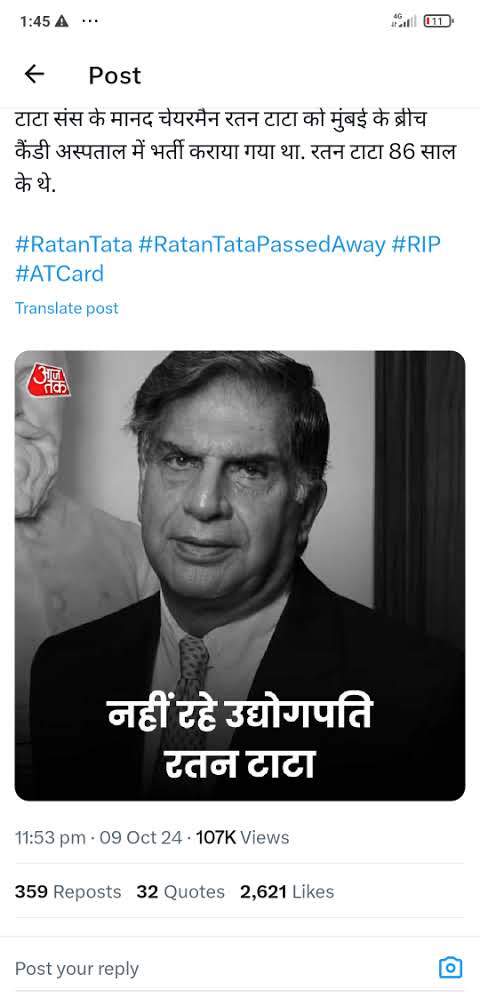 1:45
4G
11
Post
टाटा संस के मानद चेयरमैन रतन टाटा को मुंबई के ब्रीच
कैंडी अस्पताल में भर्ती कराया गया था. रतन टाटा 86 साल
के थे.
#RatanTata #RatanTataPassedAway #RIP
#ATCard
Translate post
आज
तक
नहीं रहे उद्योगपति
रतन टाटा
11:53 pm · 09 Oct 24 · 107K Views
359 Reposts 32 Quotes 2,621 Likes
Post your reply